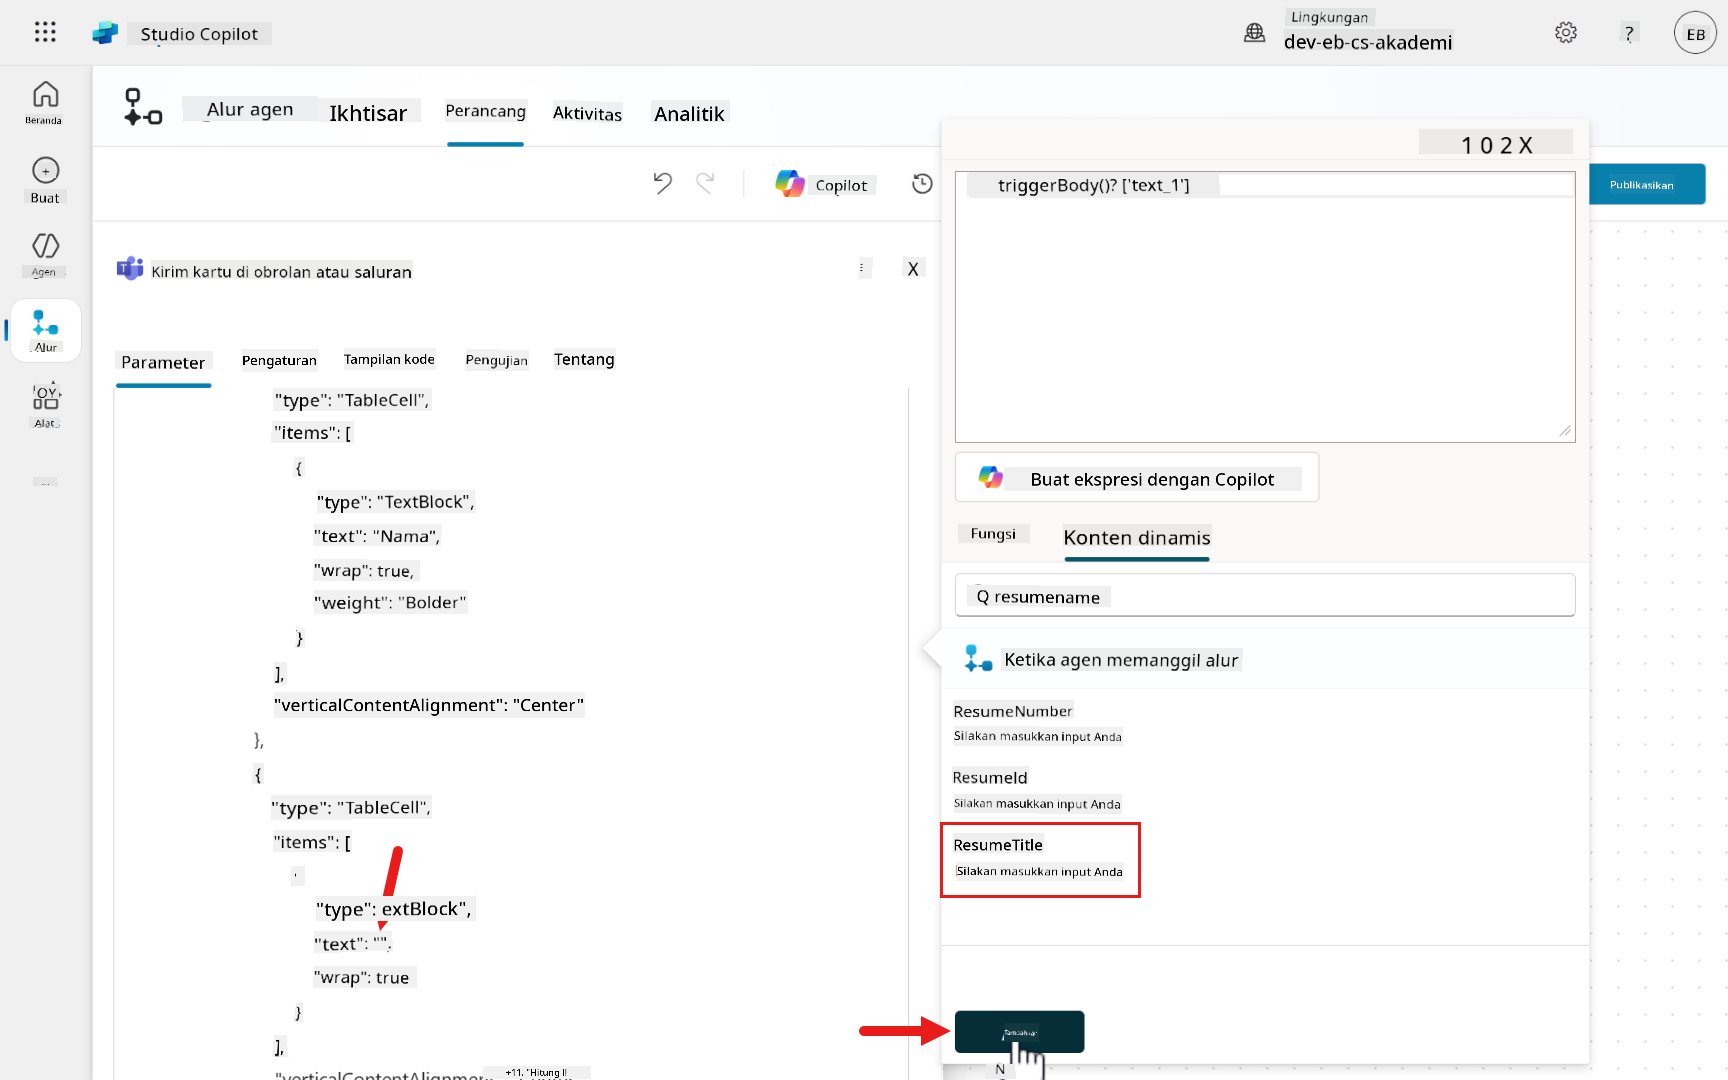 Studio Copilot
Lingkungan
dev-eb-cs-akademi
?
EB
Beranda
Buat
Agen
Alur
Alat
Alur agen
Ikhtisar
Perancang
Aktivitas
Analitik
Copilot
Publikasikan
Kirim kartu di obrolan atau saluran
X
Parameter
Pengaturan
Tampilan kode
Pengujian
Tentang
"type": "TableCell",
"items": [
{
"type": "TextBlock",
"text": "Nama",
"wrap": true,
"weight": "Bolder"
}
],
"verticalContentAlignment": "Center"
},
{
"type": "TableCell",
"items": [
"type": extBlock",
"text": "",
"wrap": true
}
],
1 0 2 X
triggerBody()? ['text_1']
Buat ekspresi dengan Copilot
Fungsi
Konten dinamis
Q resumename
Ketika agen memanggil alur
ResumeNumber
Silakan masukkan input Anda
ResumeId
Silakan masukkan input Anda
ResumeTitle
Silakan masukkan input Anda
Tambahkan
N